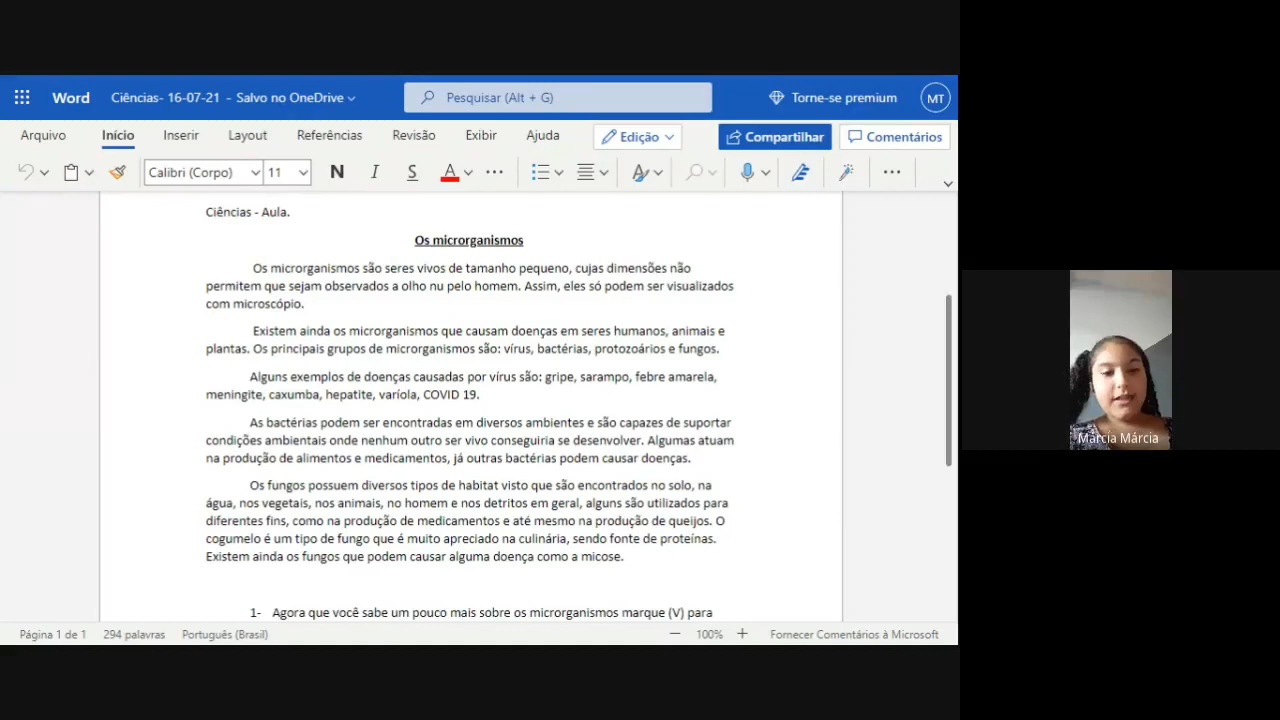 Word
Ciências- 16-07-21 - Salvo no OneDrive
Pesquisar (Alt + G)
Torne-se premium
MT
Arquivo
Início
Inserir
Layout
Referências
Revisão
Exibir
Ajuda
Edição
Compartilhar
Comentários
Calibri (Corpo)
11
N
I
S
A
Ciências - Aula.
Os microrganismos
Os microrganismos são seres vivos de tamanho pequeno, cujas dimensões não
permitem que sejam observados a olho nu pelo homem. Assim, eles só podem ser visualizados
com microscópio.
Existem ainda os microrganismos que causam doenças em seres humanos, animais e
plantas. Os principais grupos de microrganismos são: vírus, bactérias, protozoários e fungos.
Alguns exemplos de doenças causadas por vírus são: gripe, sarampo, febre amarela,
meningite, caxumba, hepatite, varíola, COVID 19.
As bactérias podem ser encontradas em diversos ambientes e são capazes de suportar
condições ambientais onde nenhum outro ser vivo conseguiria se desenvolver. Algumas atuam
na produção de alimentos e medicamentos, já outras bactérias podem causar doenças.
Os fungos possuem diversos tipos de habitat visto que são encontrados no solo, na
água, nos vegetais, nos animais, no homem e nos detritos em geral, alguns são utilizados para
diferentes fins, como na produção de medicamentos e até mesmo na produção de queijos. O
cogumelo é um tipo de fungo que é muito apreciado na culinária, sendo fonte de proteínas.
Existem ainda os fungos que podem causar alguma doença como a micose.
1- Agora que você sabe um pouco mais sobre os microrganismos marque (V) para
Página 1 de 1
294 palavras
Português (Brasil)
100%
Fornecer Comentários à Microsoft
Márcia Márcia